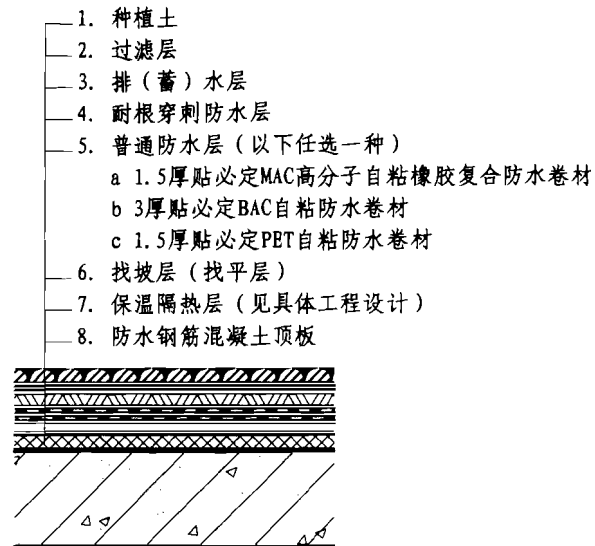 1. 种植土
2. 过滤层
3. 排（蓄）水层
4. 耐根穿刺防水层
5. 普通防水层（以下任选一种）
a 1.5厚贴必定MAC高分子自粘橡胶复合防水卷材
b 3厚贴必定BAC自粘防水卷材
c 1.5厚贴必定PET自粘防水卷材
6. 找坡层（找平层）
7. 保温隔热层（见具体工程设计）
8. 防水钢筋混凝土顶板